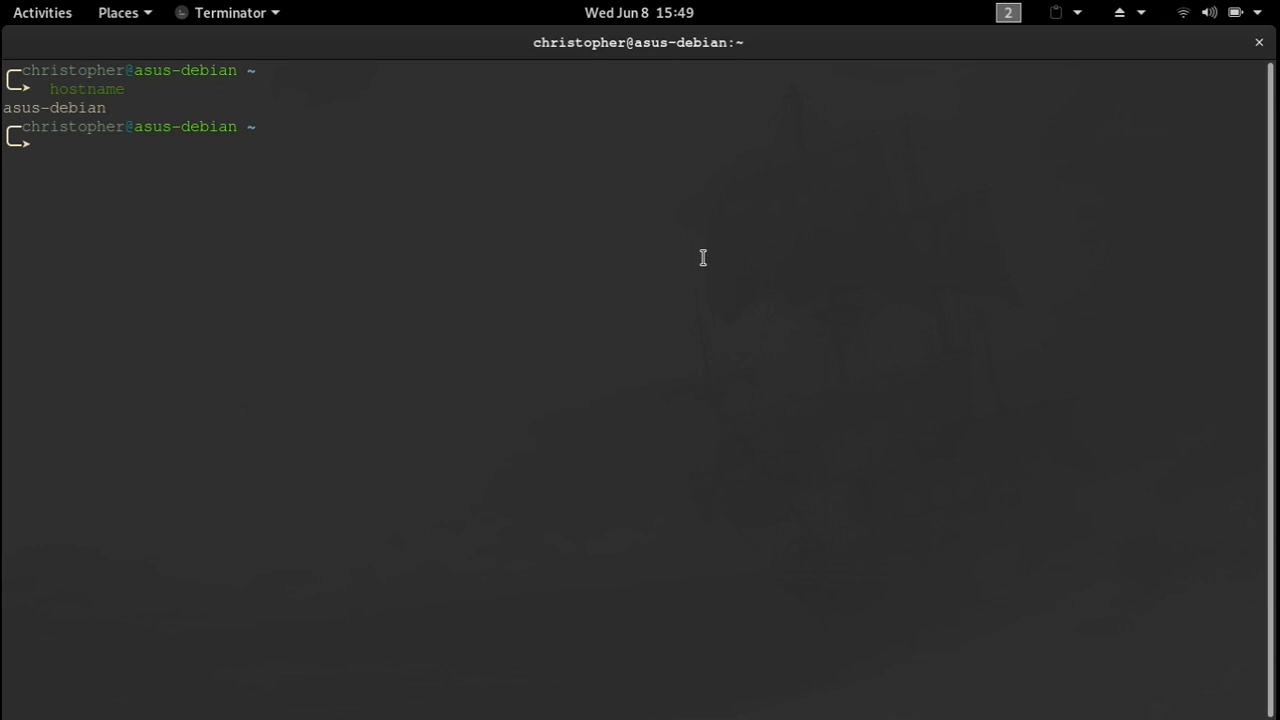 Activities Places Terminator Wed Jun 8 15:49 2
christopher@asus-debian:~
christopher@asus-debian ~
hostname
asus-debian
christopher@asus-debian ~